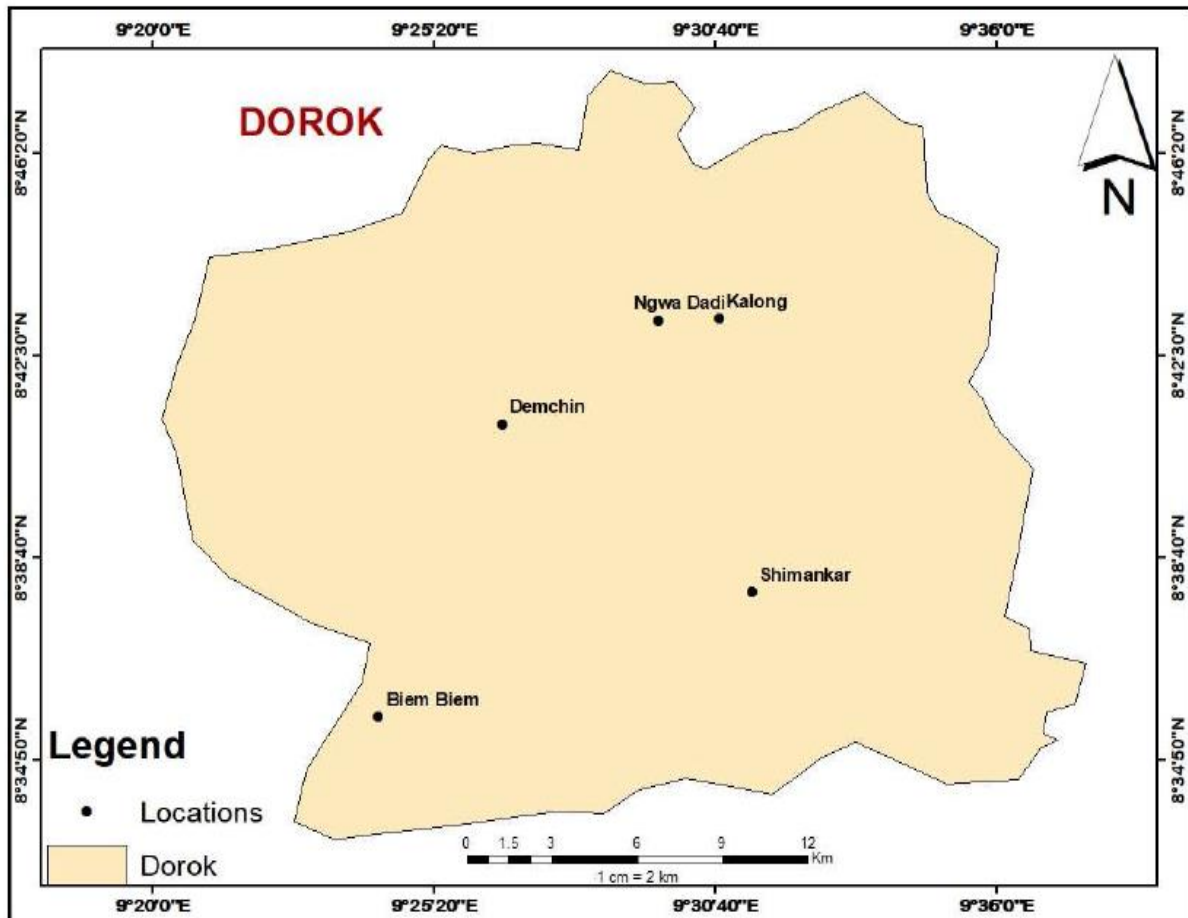 9°20'0"E 9°25'20"E 9°30'40"E 9°36'0"E
DOROK
N
8°46'20"N 8°46'20"N
Ngwa Dadi Kalong
8°42'30"N 8°42'30"N
Demchin
8°38'40"N 8°38'40"N
Shimankar
Biem Biem
8°34'50"N 8°34'50"N
Legend
Locations
Dorok
0 1.5 3 6 9 12
Km
1 cm = 2 km
9°20'0"E 9°25'20"E 9°30'40"E 9°36'0"E